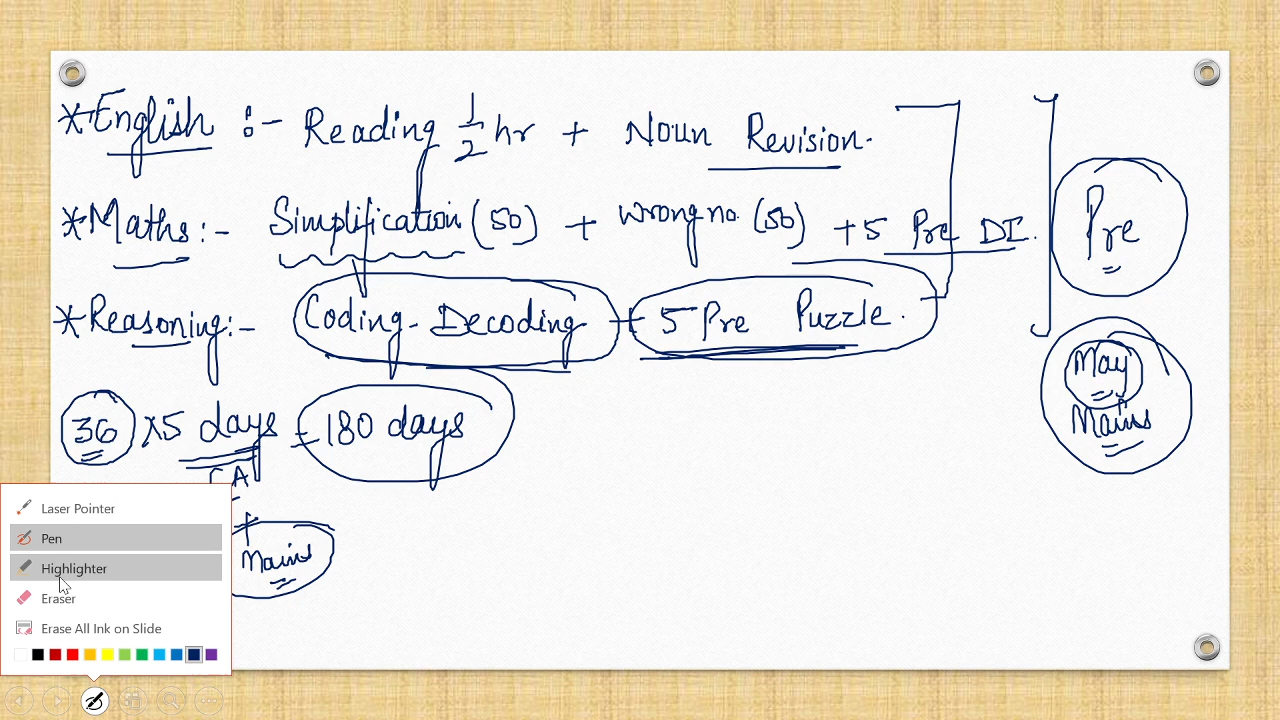 *English :- Reading 1/2 hr + Noun Revision.
*Maths:- Simplification (50) + Wrong no. (50) + 5 Pre DI.
Pre
*Reasoning:- Coding-Decoding + 5 Pre Puzzle.
May
Mains
36 x5 days = 180 days
CA
+
Mains
Laser Pointer
Pen
Highlighter
Eraser
Erase All Ink on Slide